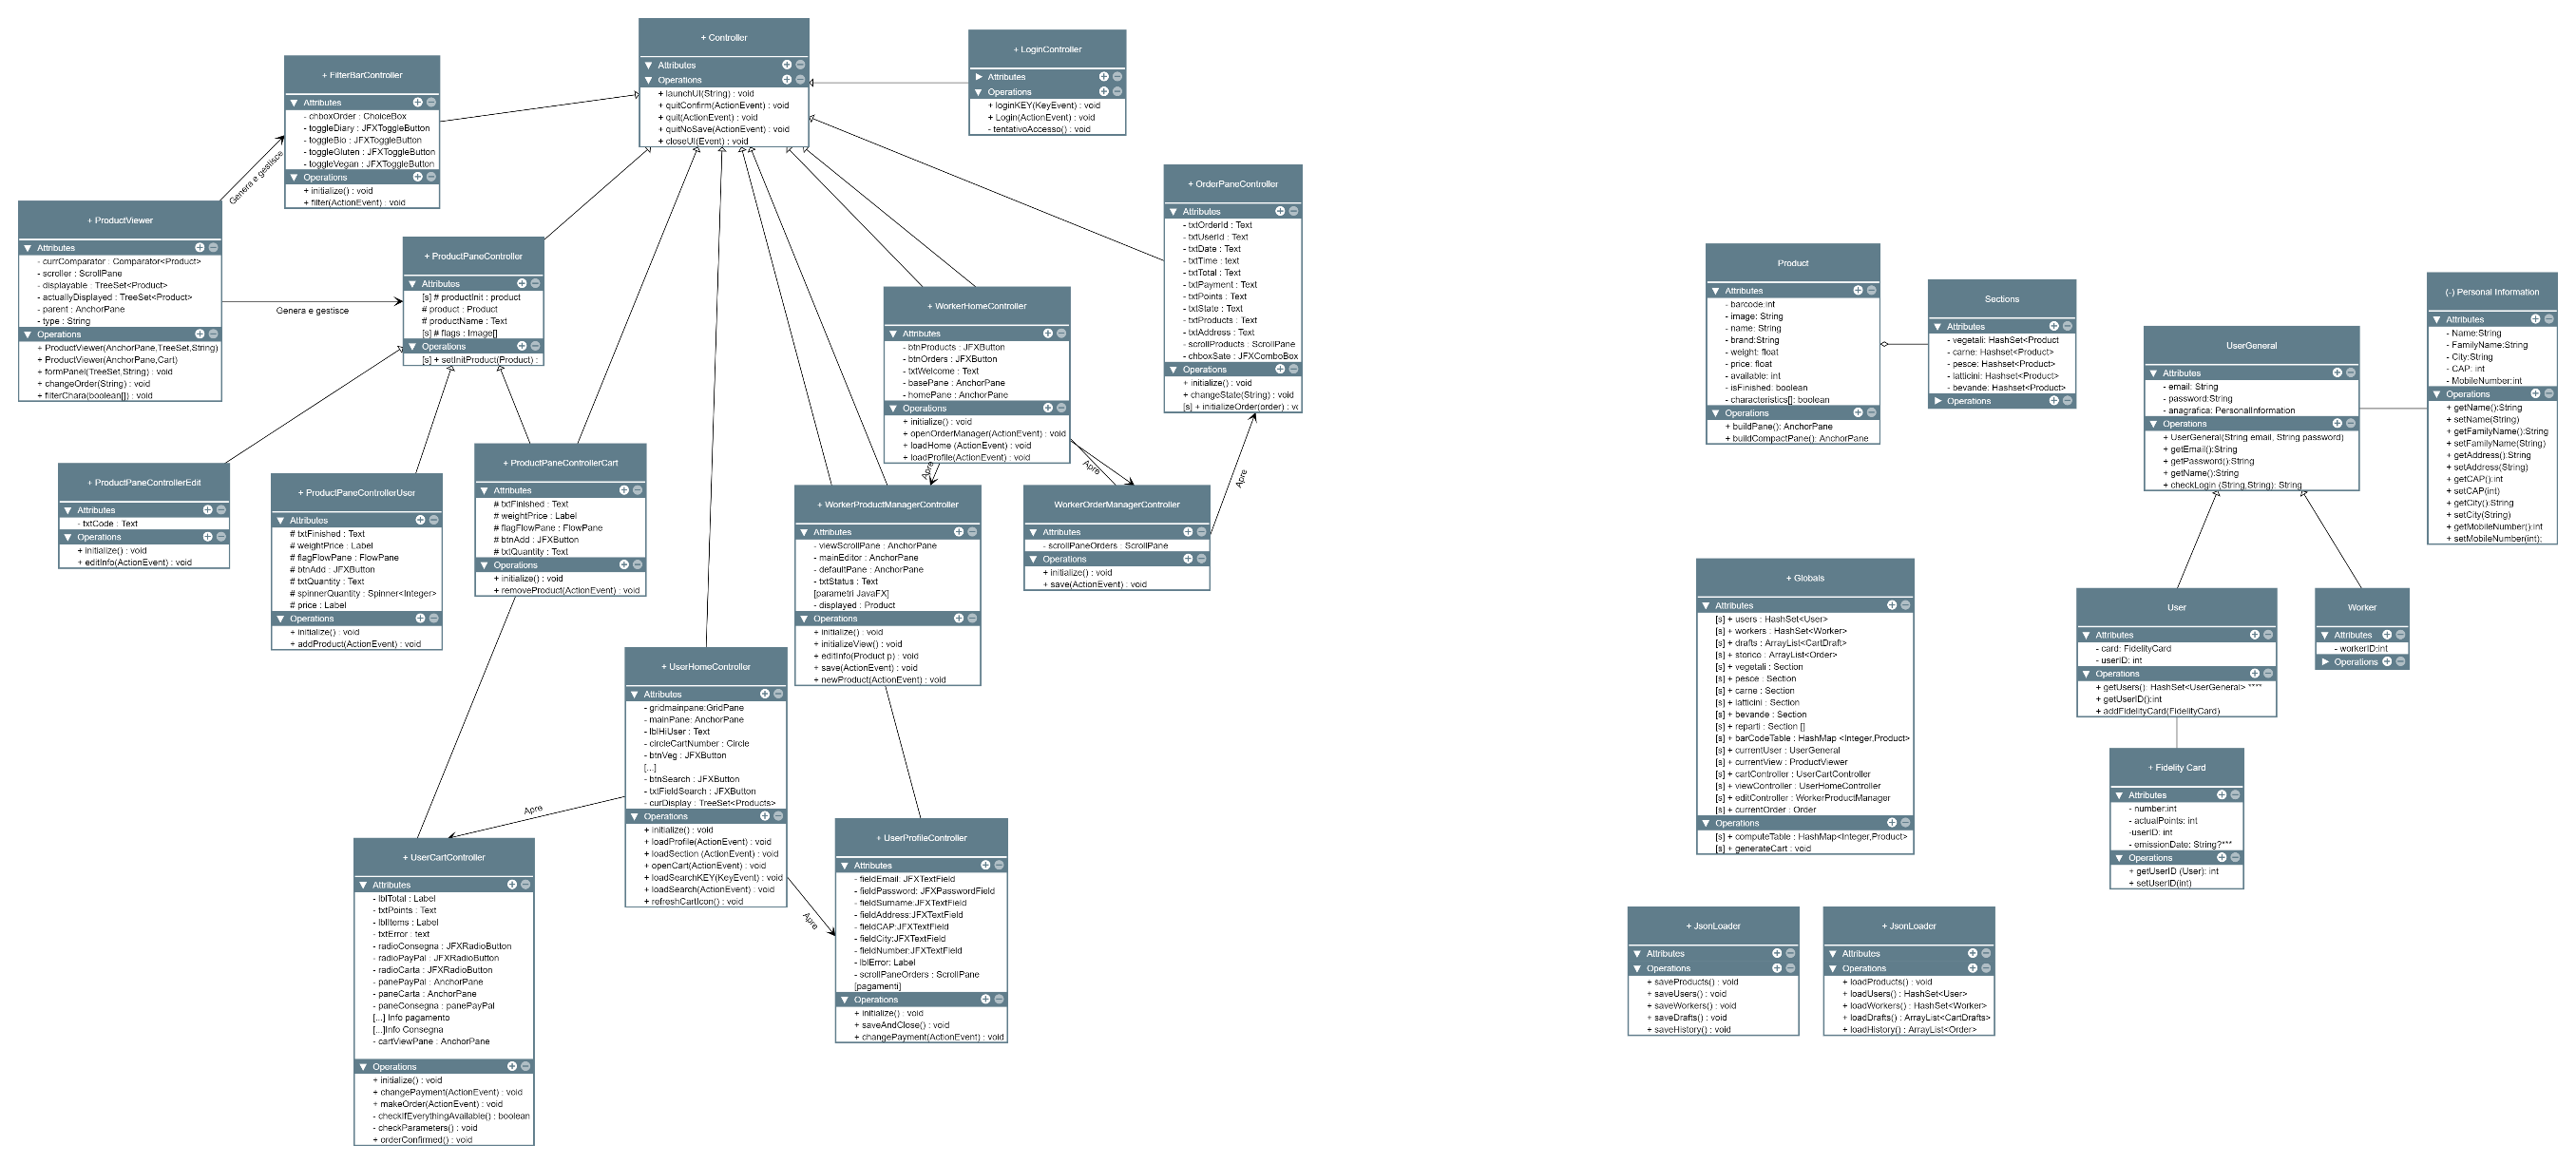 + Controller
Attributes
Operations
+ launchUI(String) : void
+ quitConfirm(ActionEvent) : void
+ quit(ActionEvent) : void
+ quitNoSave(ActionEvent) : void
+ closeUI(Event) : void
+ LoginController
Attributes
Operations
+ loginKEY(KeyEvent) : void
+ Login(ActionEvent) : void
- tentativoAccesso() : void
+ FilterBarController
Attributes
- chboxOrder : ChoiceBox
- toggleDiary : JFXToggleButton
- toggleBio : JFXToggleButton
- toggleGluten : JFXToggleButton
- toggleVegan : JFXToggleButton
Operations
+ initialize() : void
+ filter(ActionEvent) : void
Genera e gestisce
+ ProductViewer
Attributes
- currComparator : Comparator<Product>
- scroller : ScrollPane
- displayable : TreeSet<Product>
- actuallyDisplayed : TreeSet<Product>
- parent : AnchorPane
- type : String
Operations
+ ProductViewer(AnchorPane,TreeSet,String)
+ ProductViewer(AnchorPane,Cart)
+ formPanel(TreeSet,String) : void
+ changeOrder(String) : void
+ filterChara(boolean[]) : void
Genera e gestisce
+ ProductPaneController
Attributes
[s] # productInit : product
# product : Product
# productName : Text
[s] # flags : Image[]
Operations
[s] + setInitProduct(Product) :
+ OrderPaneController
Attributes
- txtOrderId : Text
- txtUserId : Text
- txtDate : Text
- txtTime : text
- txtTotal : Text
- txtPayment : Text
- txtPoints : Text
- txtState : Text
- txtProducts : Text
- txtAddress : Text
- scrollProducts : ScrollPane
- chboxSate : JFXComboBox
Operations
+ initialize() : void
+ changeState(String) : void
[s] + initializeOrder(order) : vo
+ WorkerHomeController
Attributes
- btnProducts : JFXButton
- btnOrders : JFXButton
- txtWelcome : Text
- basePane : AnchorPane
- homePane : AnchorPane
Operations
+ initialize() : void
+ openOrderManager(ActionEvent) : void
+ loadHome (ActionEvent) : void
+ loadProfile(ActionEvent) : void
Apre
Apre
Apre
+ ProductPaneControllerEdit
Attributes
- txtCode : Text
Operations
+ initialize() : void
+ editInfo(ActionEvent) : void
+ ProductPaneControllerUser
Attributes
# txtFinished : Text
# weightPrice : Label
# flagFlowPane : FlowPane
# btnAdd : JFXButton
# txtQuantity : Text
# spinnerQuantity : Spinner<Integer>
# price : Label
Operations
+ initialize() : void
+ addProduct(ActionEvent) : void
+ ProductPaneControllerCart
Attributes
# txtFinished : Text
# weightPrice : Label
# flagFlowPane : FlowPane
# btnAdd : JFXButton
# txtQuantity : Text
Operations
+ initialize() : void
+ removeProduct(ActionEvent) : void
+ WorkerProductManagerController
Attributes
- viewScrollPane : AnchorPane
- mainEditor : AnchorPane
- defaultPane : AnchorPane
- txtStatus : Text
[parametri JavaFX]
- displayed : Product
Operations
+ initialize() : void
+ initializeView() : void
+ editInfo(Product p) : void
+ save(ActionEvent) : void
+ newProduct(ActionEvent) : void
WorkerOrderManagerController
Attributes
- scrollPaneOrders : ScrollPane
Operations
+ initialize() : void
+ save(ActionEvent) : void
+ UserHomeController
Attributes
- gridmainpane:GridPane
- mainPane: AnchorPane
- lblHiUser : Text
- circleCartNumber : Circle
- btnVeg : JFXButton
[...]
- btnSearch : JFXButton
- txtFieldSearch : JFXButton
- curDisplay : TreeSet<Products>
Operations
+ initialize() : void
+ loadProfile(ActionEvent) : void
+ loadSection (ActionEvent) : void
+ openCart(ActionEvent) : void
+ loadSearchKEY(KeyEvent) : void
+ loadSearch(ActionEvent) : void
+ refreshCartIcon() : void
Apre
Apre
+ UserCartController
Attributes
- lblTotal : Label
- txtPoints : Text
- lblItems : Label
- txtError : text
- radioConsegna : JFXRadioButton
- radioPayPal : JFXRadioButton
- radioCarta : JFXRadioButton
- panePayPal : AnchorPane
- paneCarta : AnchorPane
- paneConsegna : panePayPal
[...] Info pagamento
[...]Info Consegna
- cartViewPane : AnchorPane
Operations
+ initialize() : void
+ changePayment(ActionEvent) : void
+ makeOrder(ActionEvent) : void
- checkIfEverythingAvailable() : boolean
- checkParameters() : void
+ orderConfirmed() : void
+ UserProfileController
Attributes
- fieldEmail: JFXTextField
- fieldPassword: JFXPasswordField
- fieldSurname:JFXTextField
- fieldAddress:JFXTextField
- fieldCAP:JFXTextField
- fieldCity:JFXTextField
- fieldNumber:JFXTextField
- lblError: Label
- scrollPaneOrders : ScrollPane
[pagamenti]
Operations
+ initialize() : void
+ saveAndClose() : void
+ changePayment(ActionEvent) : void
Product
Attributes
- barcode:int
- image: String
- name: String
- brand:String
- weight: float
- price: float
- available: int
- isFinished: boolean
- characteristics[]: boolean
Operations
+ buildPane(): AnchorPane
+ buildCompactPane(): AnchorPane
Sections
Attributes
- vegetali: HashSet<Product
- carne: Hashset<Product>
- pesce: Hashset<Product>
- latticini: Hashset<Product>
- bevande: Hashset<Product>
Operations
UserGeneral
Attributes
- email: String
- password:String
- anagrafica: PersonalInformation
Operations
+ UserGeneral(String email, String password)
+ getEmail():String
+ getPassword():String
+ getName():String
+ checkLogin (String,String): String
(-) Personal Information
Attributes
- Name:String
- FamilyName:String
- City:String
- CAP: int
- MobileNumber:int
Operations
+ getName():String
+ setName(String)
+ getFamilyName():String
+ setFamilyName(String)
+ getAddress():String
+ setAddress(String)
+ getCAP():int
+ setCAP(int)
+ getCity():String
+ setCity(String)
+ getMobileNumber():int
+ setMobileNumber(int):
+ Globals
Attributes
[s] + users : HashSet<User>
[s] + workers : HashSet<Worker>
[s] + drafts : ArrayList<CartDraft>
[s] + storico : ArrayList<Order>
[s] + vegetali : Section
[s] + pesce : Section
[s] + carne : Section
[s] + latticini : Section
[s] + bevande : Section
[s] + reparti : Section []
[s] + barCodeTable : HashMap <Integer,Product>
[s] + currentUser : UserGeneral
[s] + currentView : ProductViewer
[s] + cartController : UserCartController
[s] + viewController : UserHomeController
[s] + editController : WorkerProductManager
[s] + currentOrder : Order
Operations
[s] + computeTable : HashMap<Integer,Product>
[s] + generateCart : void
User
Attributes
- card: FidelityCard
- userID: int
Operations
+ getUsers(): HashSet<UserGeneral> ****
+ getUserID():int
+ addFidelityCard(FidelityCard)
Worker
Attributes
- workerID:int
Operations
+ Fidelity Card
Attributes
- number:int
- actualPoints: int
-userID: int
- emissionDate: String?***
Operations
+ getUserID (User): int
+ setUserID(int)
+ JsonLoader
Attributes
Operations
+ saveProducts() : void
+ saveUsers() : void
+ saveWorkers() : void
+ saveDrafts() : void
+ saveHistory() : void
+ JsonLoader
Attributes
Operations
+ loadProducts() : void
+ loadUsers() : HashSet<User>
+ loadWorkers() : HashSet<Worker>
+ loadDrafts() : ArrayList<CartDrafts>
+ loadHistory() : ArrayList<Order>